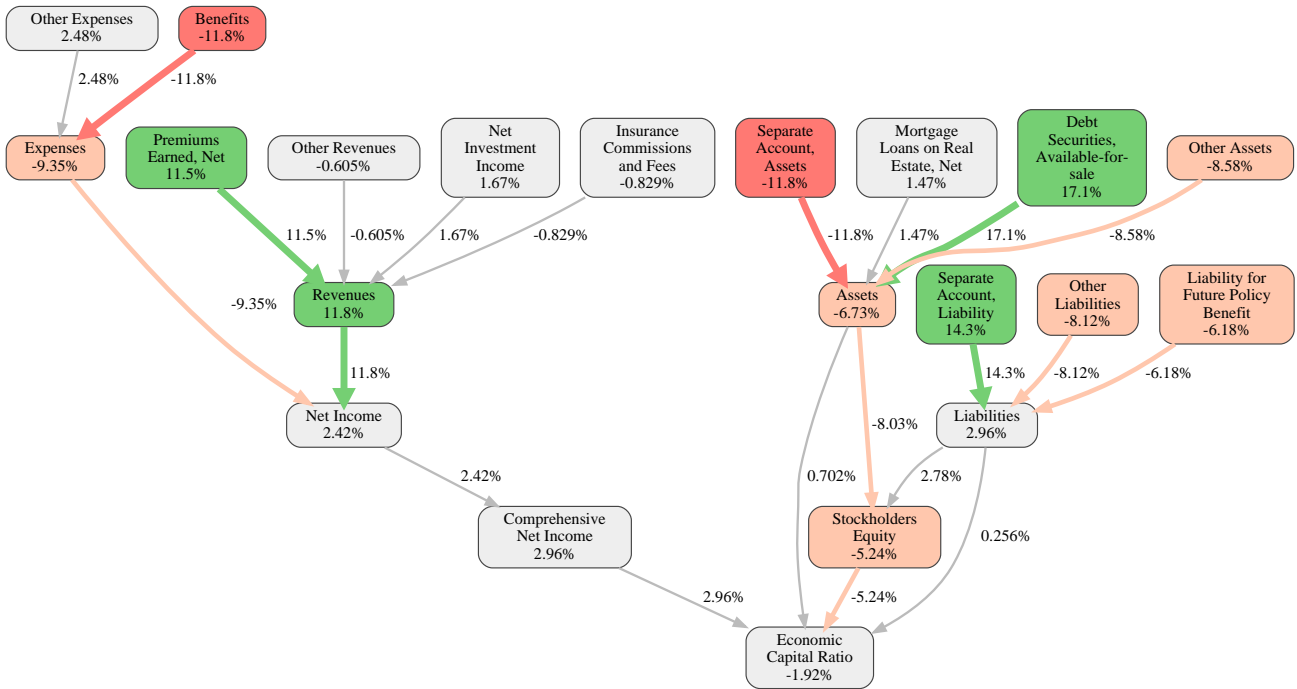 Other Expenses
2.48%
Benefits
-11.8%
2.48%
-11.8%
Expenses
-9.35%
Premiums
Earned, Net
11.5%
Other Revenues
-0.605%
Net
Investment
Income
1.67%
Insurance
Commissions
and Fees
-0.829%
Separate
Account,
Assets
-11.8%
Mortgage
Loans on Real
Estate, Net
1.47%
Debt
Securities,
Available-for-
sale
17.1%
Other Assets
-8.58%
11.5%
-0.605%
1.67%
-0.829%
-11.8%
1.47%
17.1%
-8.58%
-9.35%
Revenues
11.8%
Assets
-6.73%
Separate
Account,
Liability
14.3%
Other
Liabilities
-8.12%
Liability for
Future Policy
Benefit
-6.18%
11.8%
14.3%
-8.12%
-6.18%
Net Income
2.42%
-8.03%
Liabilities
2.96%
2.42%
0.702%
2.78%
Comprehensive
Net Income
2.96%
Stockholders
Equity
-5.24%
0.256%
2.96%
-5.24%
Economic
Capital Ratio
-1.92%